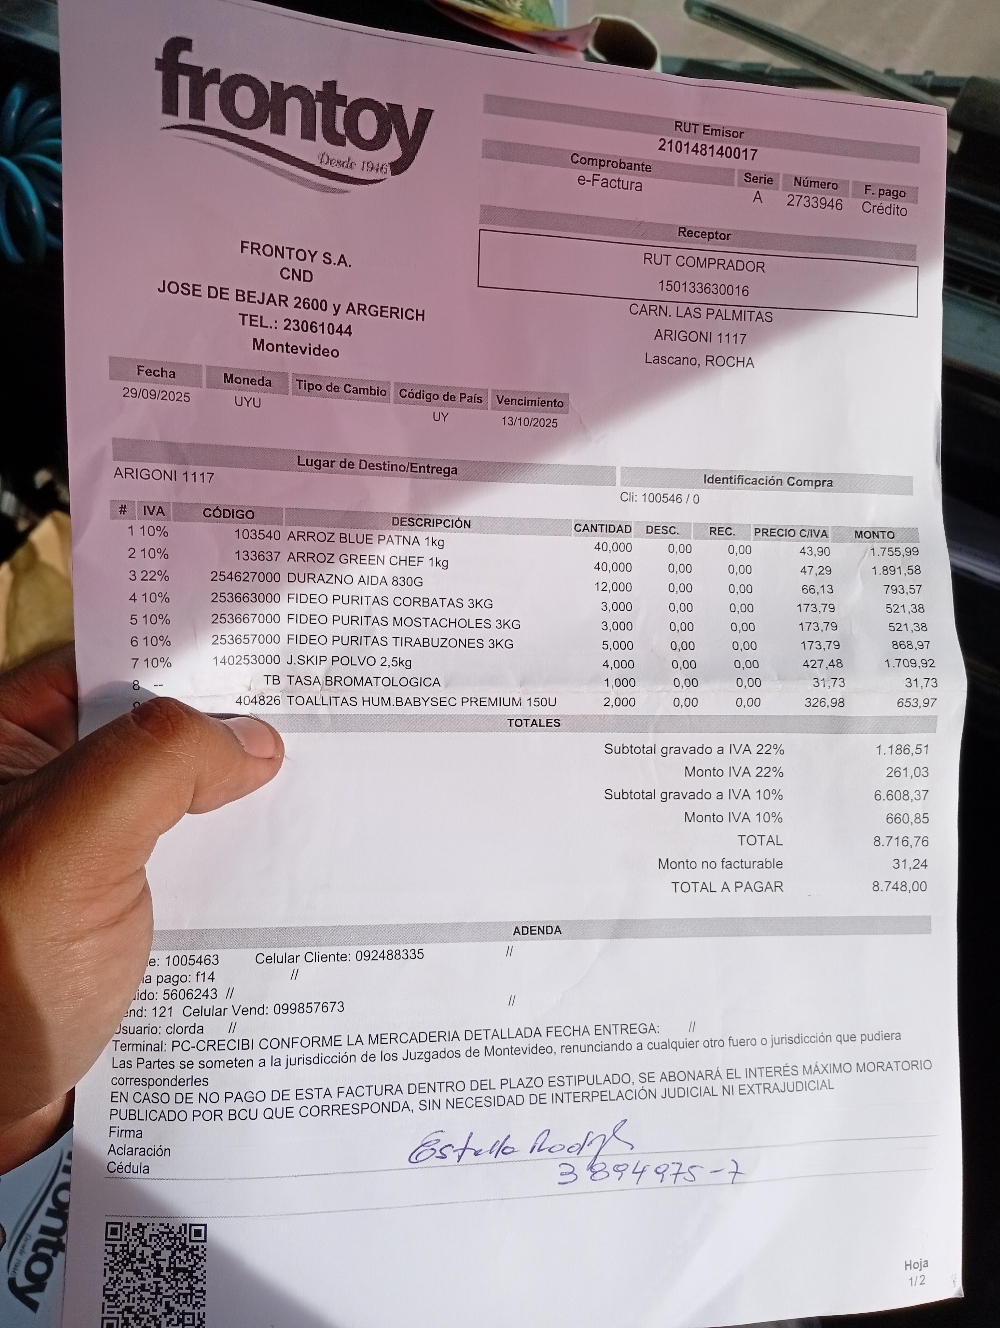 frontoy
Desde 1946
RUT Emisor
210148140017
Comprobante Serie Número F. pago
e-Factura A 2733946 Crédito
Receptor
RUT COMPRADOR
150133630016
CARN. LAS PALMITAS
ARIGONI 1117
Lascano, ROCHA
FRONTOY S.A.
CND
JOSE DE BEJAR 2600 y ARGERICH
TEL.: 23061044
Montevideo
Fecha Moneda Tipo de Cambio Código de País Vencimiento
29/09/2025 UYU UY 13/10/2025
Lugar de Destino/Entrega Identificación Compra
ARIGONI 1117 Cli: 100546 / 0
# IVA CÓDIGO DESCRIPCIÓN CANTIDAD DESC. REC. PRECIO C/IVA MONTO
1 10% 103540 ARROZ BLUE PATNA 1kg 40,000 0,00 0,00 43,90 1.755,99
2 10% 133637 ARROZ GREEN CHEF 1kg 40,000 0,00 0,00 47,29 1.891,58
3 22% 254627000 DURAZNO AIDA 830G 12,000 0,00 0,00 66,13 793,57
4 10% 253663000 FIDEO PURITAS CORBATAS 3KG 3,000 0,00 0,00 173,79 521,38
5 10% 253667000 FIDEO PURITAS MOSTACHOLES 3KG 3,000 0,00 0,00 173,79 521,38
6 10% 253657000 FIDEO PURITAS TIRABUZONES 3KG 5,000 0,00 0,00 173,79 868,97
7 10% 140253000 J.SKIP POLVO 2,5kg 4,000 0,00 0,00 427,48 1.709,92
8 -- TB TASA BROMATOLOGICA 1,000 0,00 0,00 31,73 31,73
404826 TOALLITAS HUM.BABYSEC PREMIUM 150U 2,000 0,00 0,00 326,98 653,97
TOTALES
Subtotal gravado a IVA 22% 1.186,51
Monto IVA 22% 261,03
Subtotal gravado a IVA 10% 6.608,37
Monto IVA 10% 660,85
TOTAL 8.716,76
Monto no facturable 31,24
TOTAL A PAGAR 8.748,00
ADENDA
e: 1005463 Celular Cliente: 092488335 //
a pago: f14 //
ido: 5606243 //
end: 121 Celular Vend: 099857673 //
Usuario: clorda //
Terminal: PC-CRECIBI CONFORME LA MERCADERIA DETALLADA FECHA ENTREGA: //
Las Partes se someten a la jurisdicción de los Juzgados de Montevideo, renunciando a cualquier otro fuero o jurisdicción que pudiera
corresponderles
EN CASO DE NO PAGO DE ESTA FACTURA DENTRO DEL PLAZO ESTIPULADO, SE ABONARÁ EL INTERÉS MÁXIMO MORATORIO
PUBLICADO POR BCU QUE CORRESPONDA, SIN NECESIDAD DE INTERPELACIÓN JUDICIAL NI EXTRAJUDICIAL
Firma
Aclaración
Cédula 3894975-7
Hoja
1/2